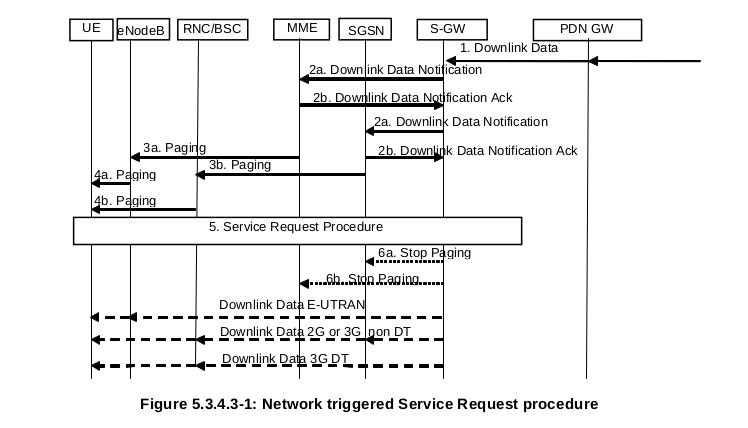 UE
eNodeB
RNC/BSC
MME
SGSN
S-GW
PDN GW
1. Downlink Data
2a. Downlink Data Notification
2b. Downlink Data Notification Ack
2a. Downlink Data Notification
3a. Paging
2b. Downlink Data Notification Ack
3b. Paging
4a. Paging
4b. Paging
5. Service Request Procedure
6a. Stop Paging
6b. Stop Paging
Downlink Data E-UTRAN
Downlink Data 2G or 3G non DT
Downlink Data 3G DT
Figure 5.3.4.3-1: Network triggered Service Request procedure